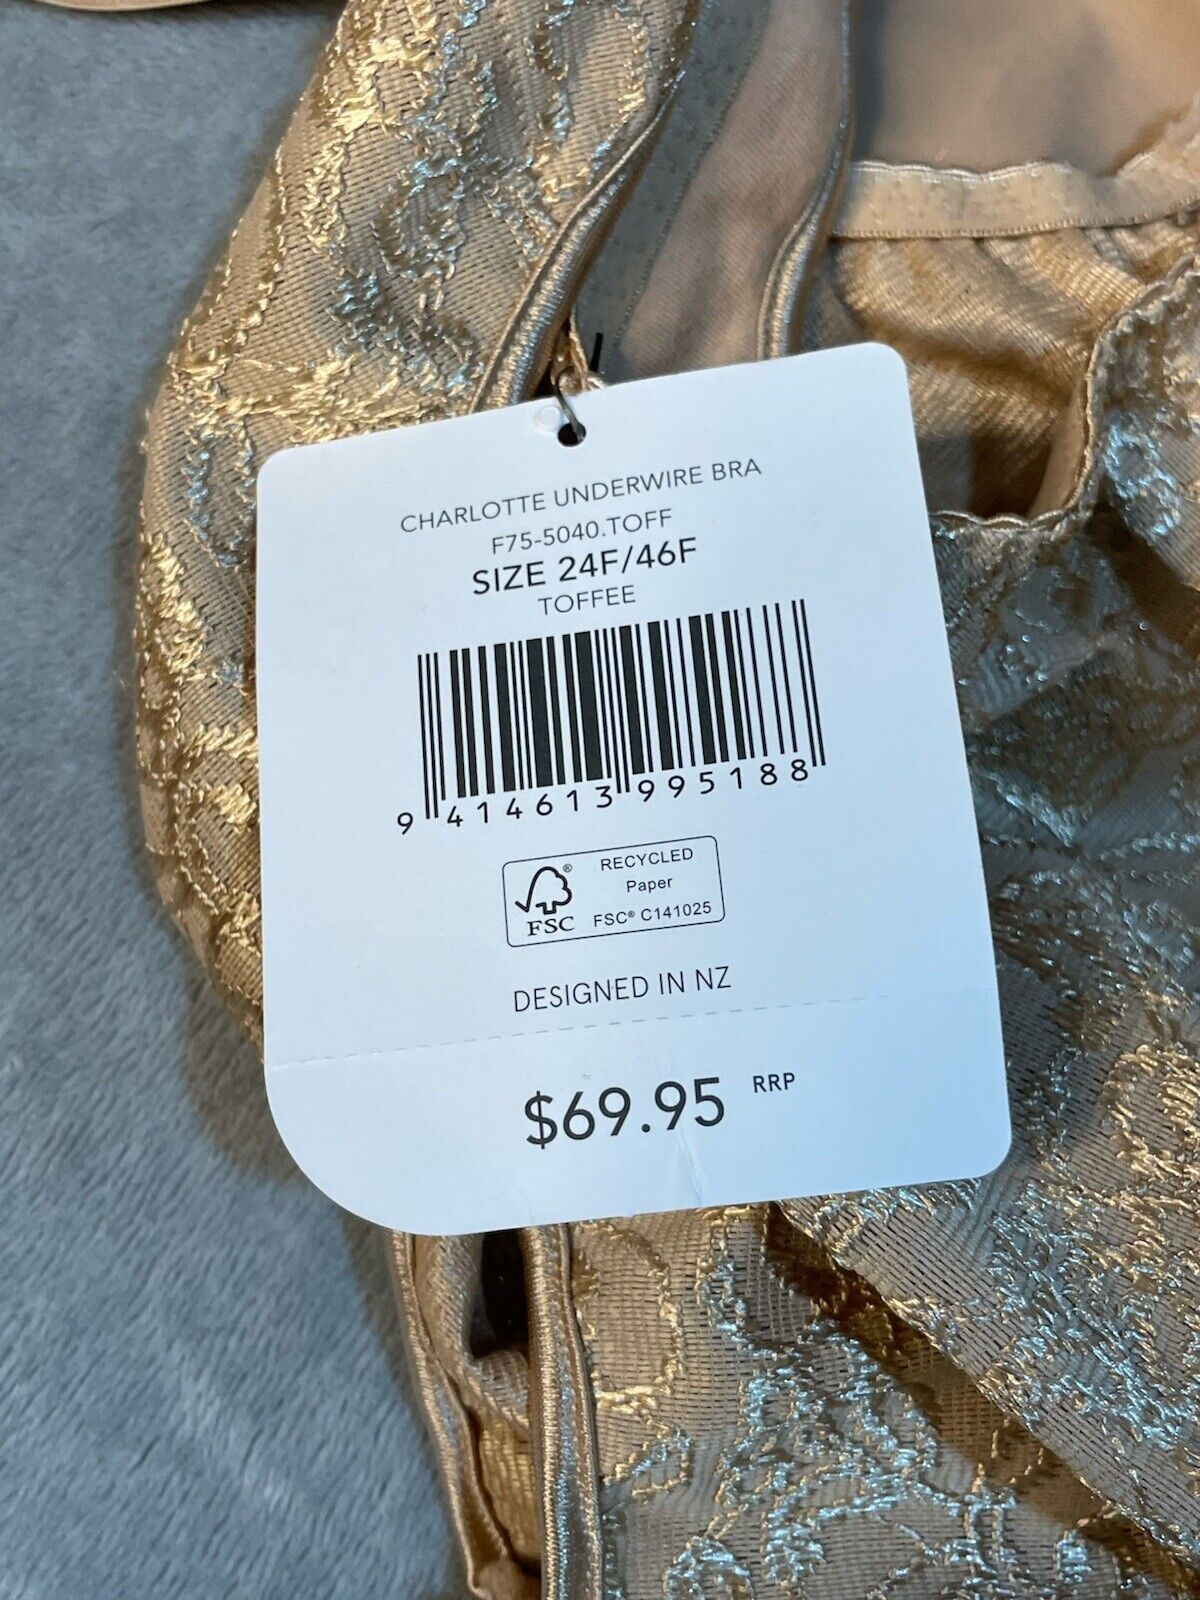 CHARLOTTE UNDERWIRE BRA
F75-5040.TOFF
SIZE 24F/46F
TOFFEE
9 414613 995188
RECYCLED
Paper
FSC® C141025
®
FSC
DESIGNED IN NZ
$69.95 RRP